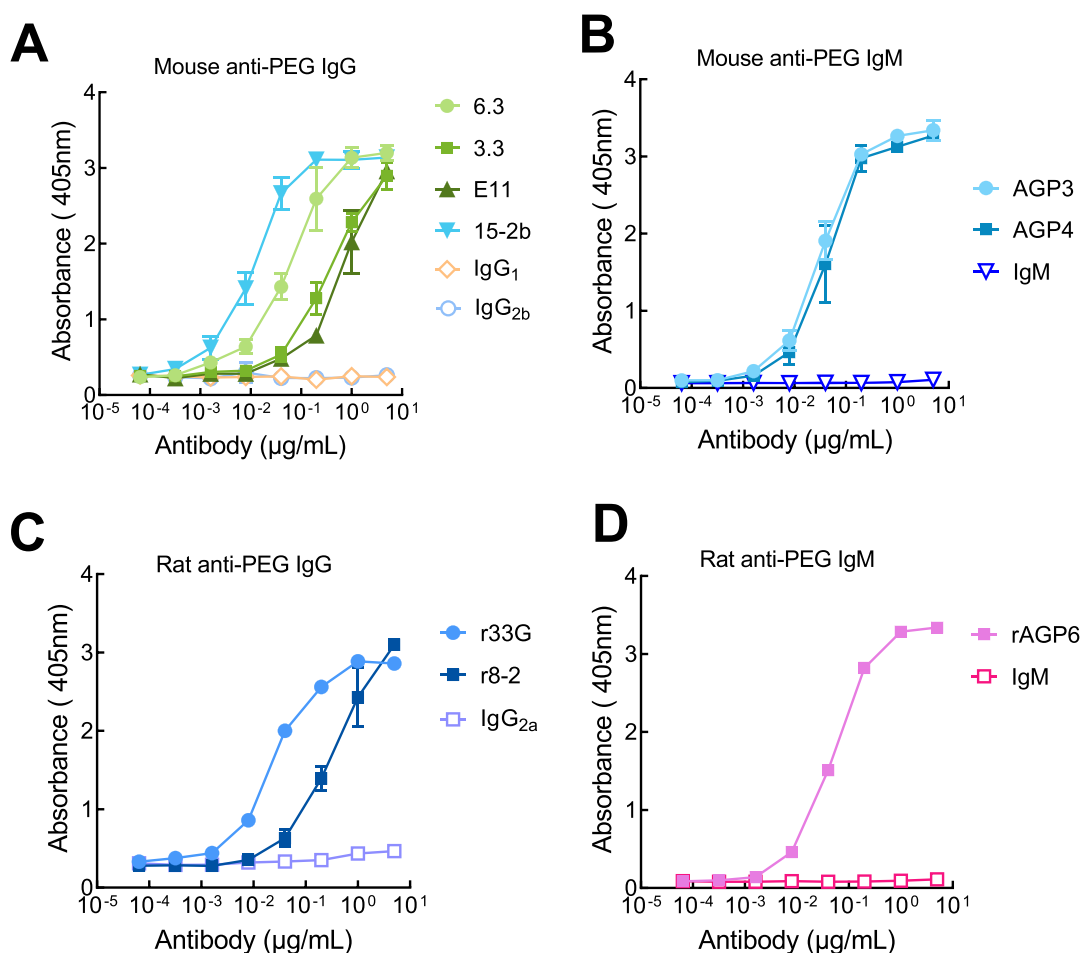 A
Mouse anti-PEG IgG
4
3
2
1
0
Absorbance ( 405nm)
10⁻⁵ 10⁻⁴ 10⁻³ 10⁻² 10⁻¹ 10⁰ 10¹
Antibody (µg/mL)
6.3
3.3
E11
15-2b
IgG₁
IgG₂b
B
Mouse anti-PEG IgM
4
3
2
1
0
Absorbance ( 405nm)
10⁻⁵ 10⁻⁴ 10⁻³ 10⁻² 10⁻¹ 10⁰ 10¹
Antibody (µg/mL)
AGP3
AGP4
IgM
C
Rat anti-PEG IgG
4
3
2
1
0
Absorbance ( 405nm)
10⁻⁵ 10⁻⁴ 10⁻³ 10⁻² 10⁻¹ 10⁰ 10¹
Antibody (µg/mL)
r33G
r8-2
IgG₂a
D
Rat anti-PEG IgM
4
3
2
1
0
Absorbance ( 405nm)
10⁻⁵ 10⁻⁴ 10⁻³ 10⁻² 10⁻¹ 10⁰ 10¹
Antibody (µg/mL)
rAGP6
IgM